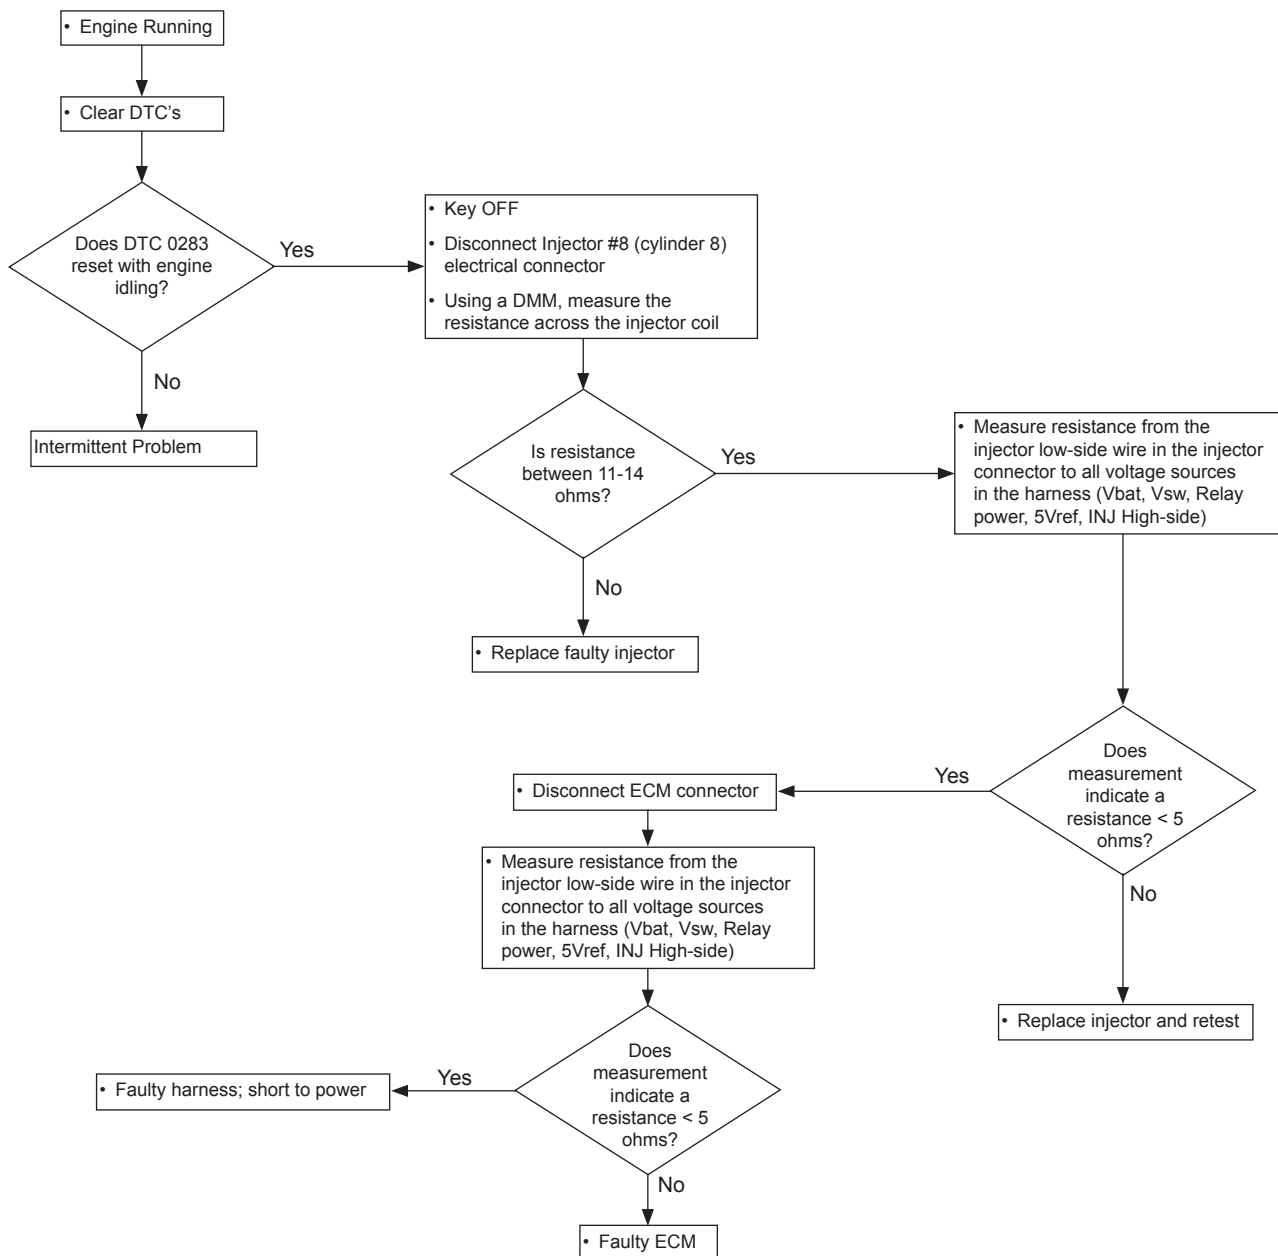 • Engine Running
• Clear DTC's
Does DTC 0283
reset with engine
idling?
Yes
No
Intermittent Problem
• Key OFF
• Disconnect Injector #8 (cylinder 8)
electrical connector
• Using a DMM, measure the
resistance across the injector coil
Is resistance
between 11-14
ohms?
Yes
No
• Replace faulty injector
• Measure resistance from the
injector low-side wire in the injector
connector to all voltage sources
in the harness (Vbat, Vsw, Relay
power, 5Vref, INJ High-side)
Does
measurement
indicate a
resistance < 5
ohms?
Yes
No
• Replace injector and retest
• Disconnect ECM connector
• Measure resistance from the
injector low-side wire in the injector
connector to all voltage sources
in the harness (Vbat, Vsw, Relay
power, 5Vref, INJ High-side)
Does
measurement
indicate a
resistance < 5
ohms?
Yes
• Faulty harness; short to power
No
• Faulty ECM